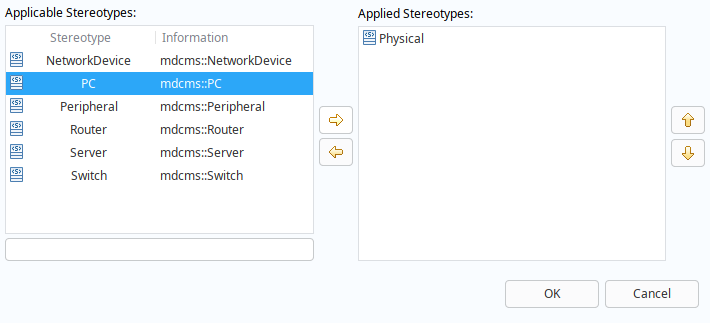 Applicable Stereotypes:
Stereotype Information
NetworkDevice mdcms::NetworkDevice
PC mdcms::PC
Peripheral mdcms::Peripheral
Router mdcms::Router
Server mdcms::Server
Switch mdcms::Switch
Applied Stereotypes:
Physical
OK Cancel